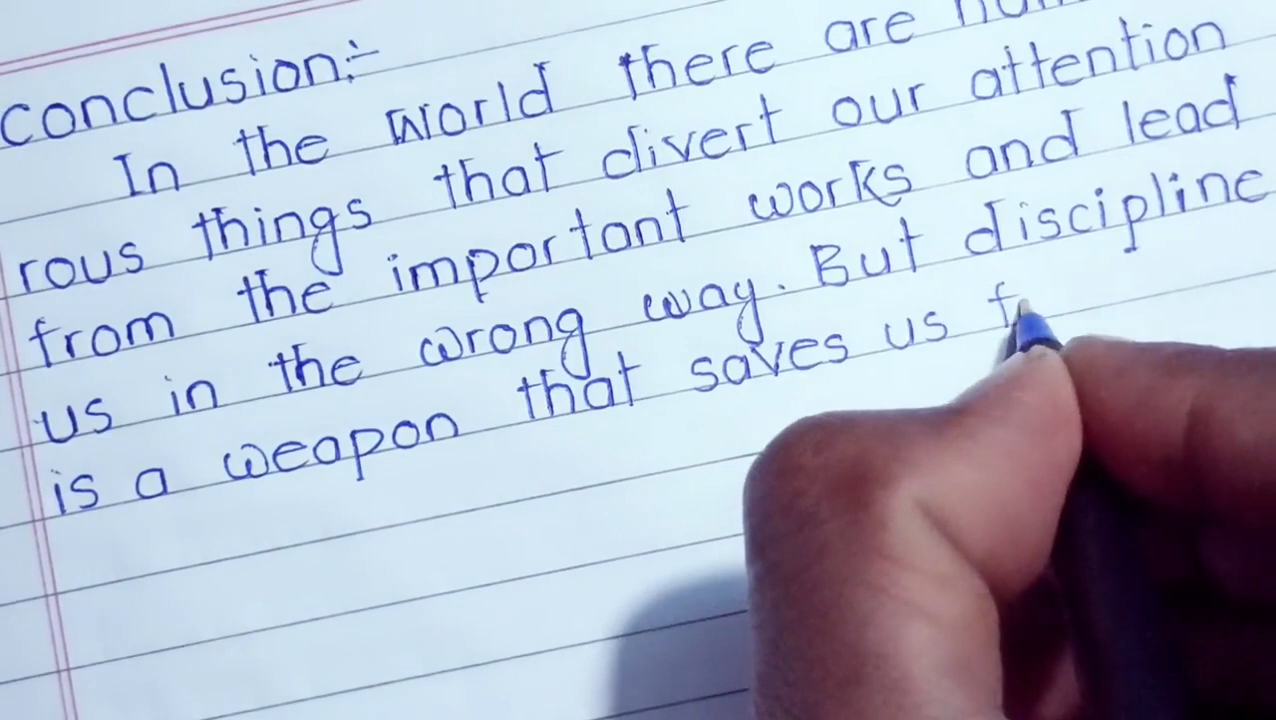 conclusion:-
In the world there are
rous things that divert our attention
from the important works and lead
us in the wrong way. But discipline
is a weapon that saves us f